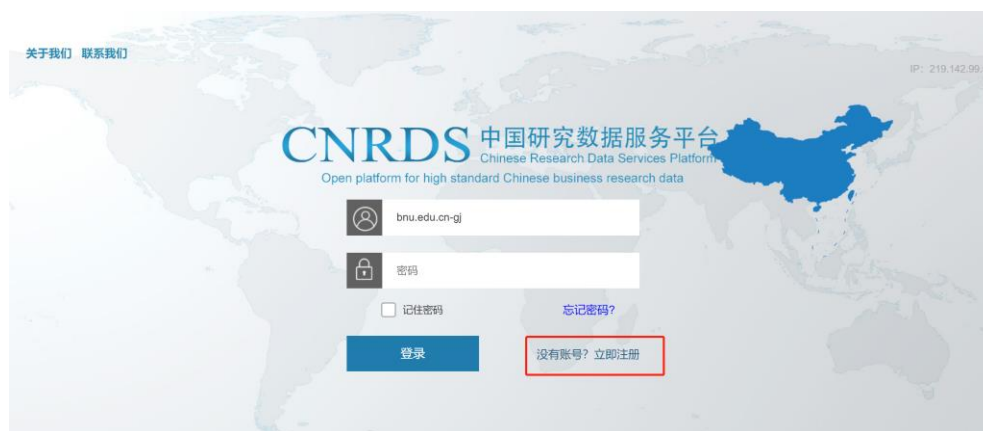 关于我们 联系我们
IP: 219.142.99.
CNRDS 中国研究数据服务平台
Chinese Research Data Services Platform
Open platform for high standard Chinese business research data
bnu.edu.cn-gj
密码
记住密码 忘记密码?
登录 没有账号? 立即注册